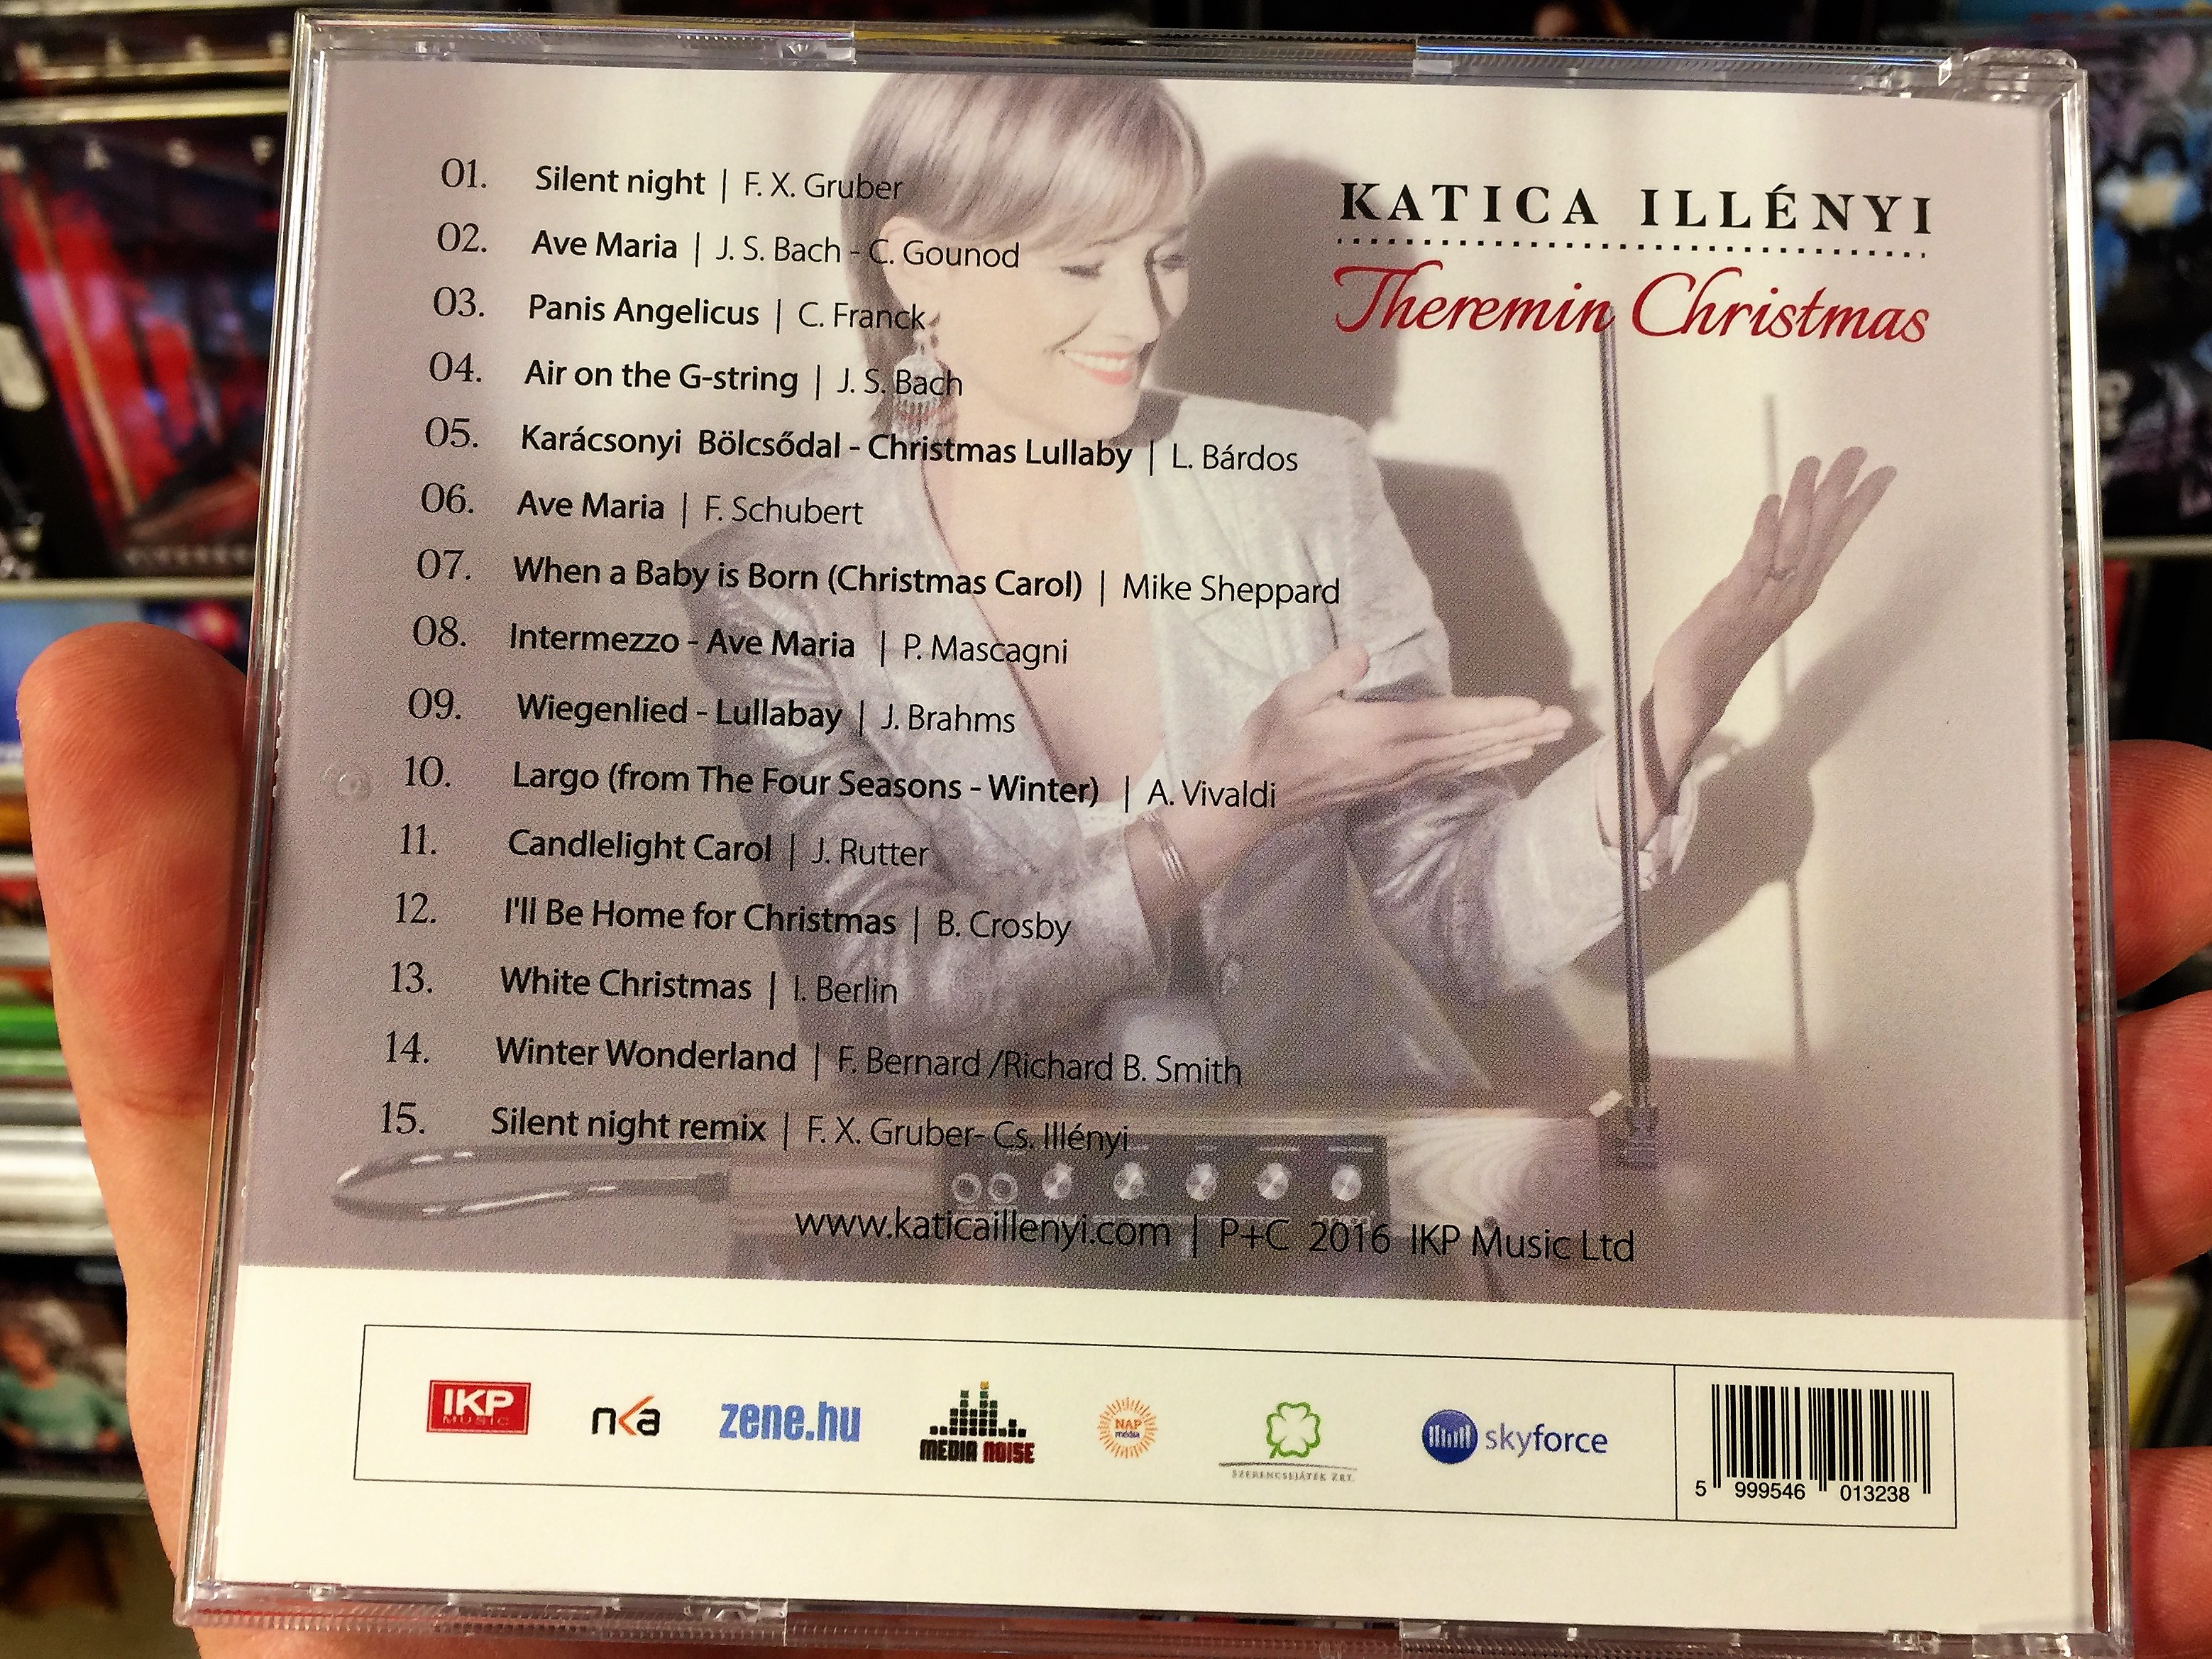 01. Silent night | F. X. Gruber
02. Ave Maria | J. S. Bach - C. Gounod
03. Panis Angelicus | C. Franck
04. Air on the G-string | J. S. Bach
05. Karácsonyi Bölcsődal - Christmas Lullaby | L. Bárdos
06. Ave Maria | F. Schubert
07. When a Baby is Born (Christmas Carol) | Mike Sheppard
08. Intermezzo - Ave Maria | P. Mascagni
09. Wiegenlied - Lullabay | J. Brahms
10. Largo (from The Four Seasons - Winter) | A. Vivaldi
11. Candlelight Carol | J. Rutter
12. I'll Be Home for Christmas | B. Crosby
13. White Christmas | I. Berlin
14. Winter Wonderland | F. Bernard /Richard B. Smith
15. Silent night remix | F. X. Gruber- Cs. Illényi
KATICA ILLÉNYI
Theremin Christmas
www.katicaillenyi.com | P+C 2016 IKP Music Ltd
IKP
MUSIC
nka
zene.hu
MEDIA NOISE
NAP
média
SZERENCSEJÁTÉK ZRT.
skyforce
5 999546 013238